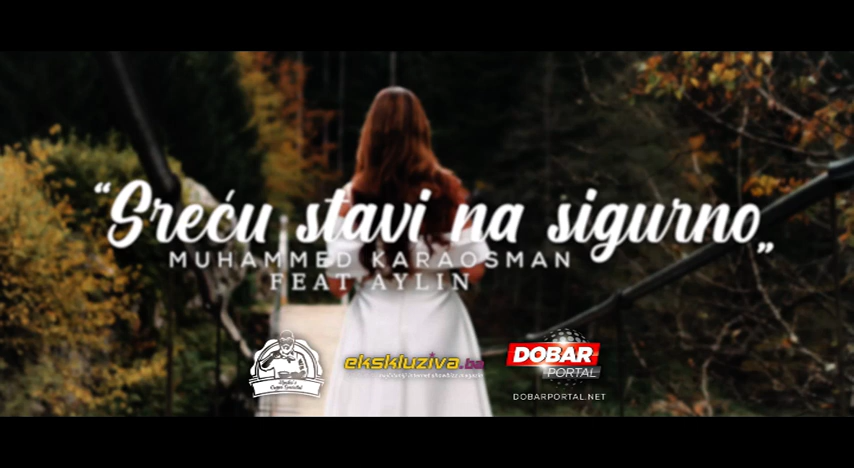 “Sreću stavi na sigurno„
MUHAMMED KARAOSMAN
FEAT AYLIN
ekskluziva.ba
DOBAR
PORTAL
DOBARPORTAL.NET